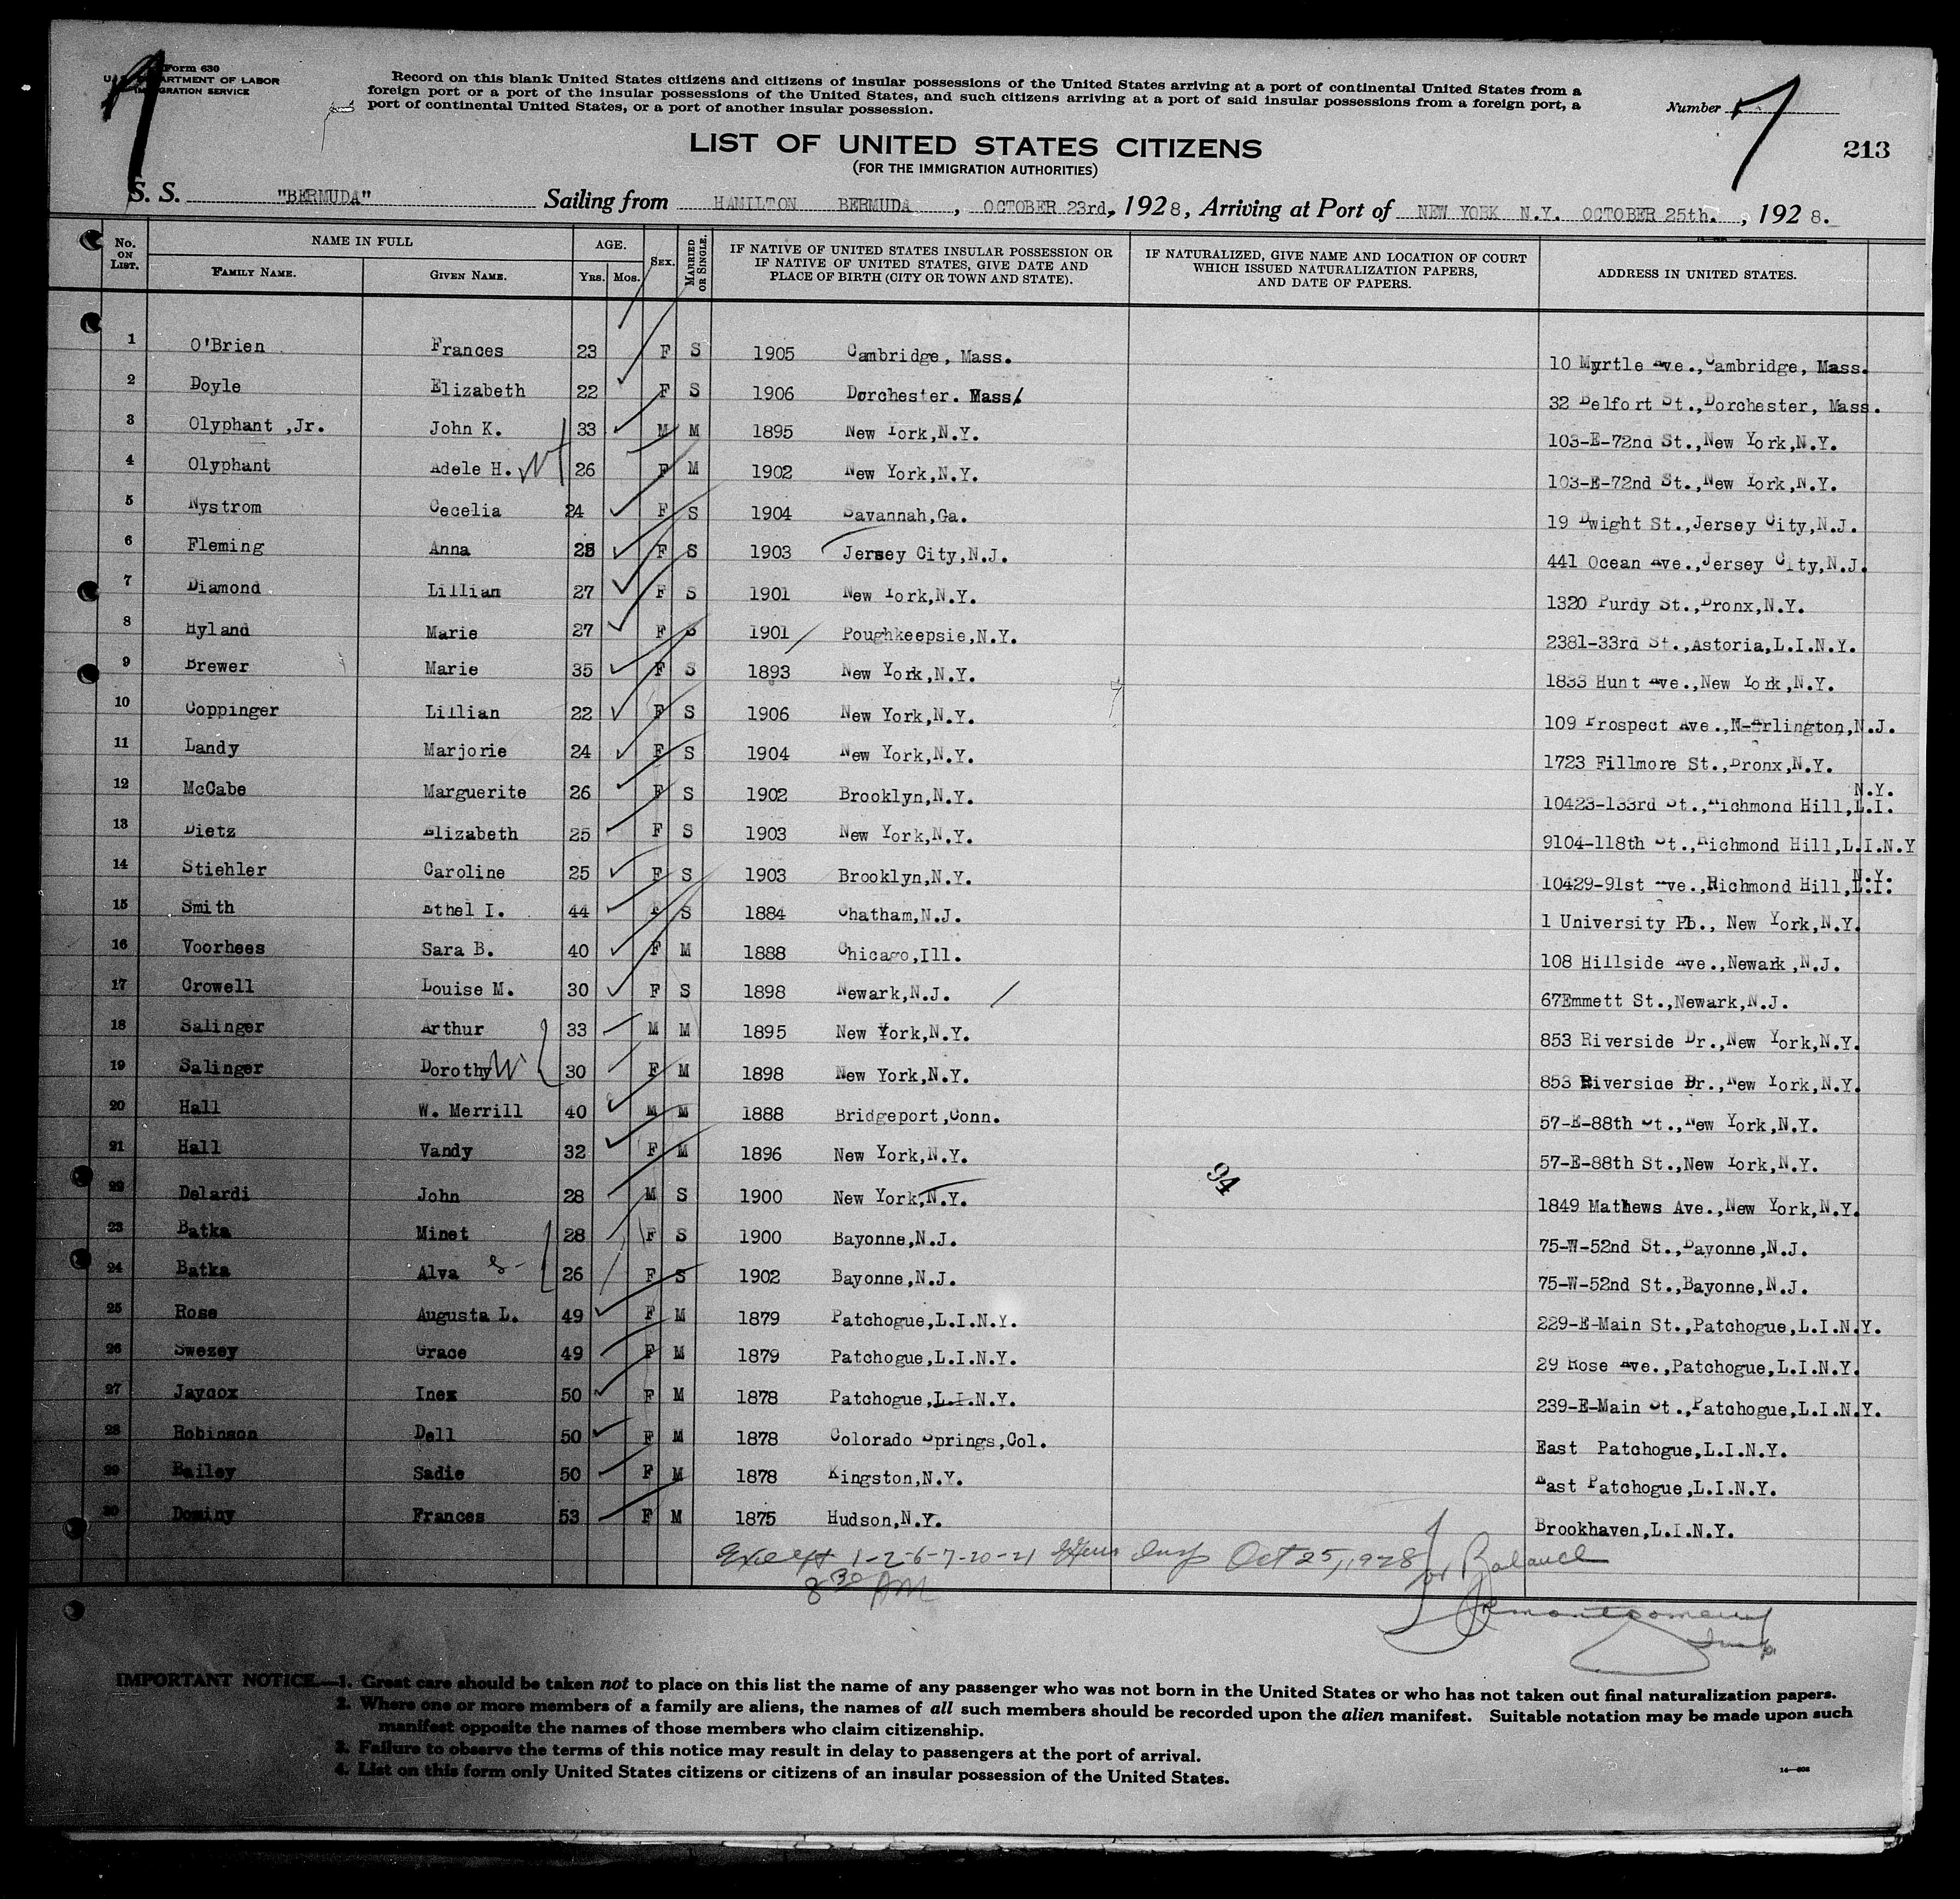 Form 630
U. S. DEPARTMENT OF LABOR
IMMIGRATION SERVICE
Record on this blank United States citizens and citizens of insular possessions of the United States arriving at a port of continental United States from a
foreign port or a port of the insular possessions of the United States, and such citizens arriving at a port of said insular possessions from a foreign port, a
port of continental United States, or a port of another insular possession.
Number 7
213
LIST OF UNITED STATES CITIZENS
(FOR THE IMMIGRATION AUTHORITIES)
S. S. "BERMUDA" Sailing from HAMILTON BERMUDA, OCTOBER 23rd, 1928, Arriving at Port of NEW YORK N.Y. OCTOBER 25th., 1928.
No. ON LIST. NAME IN FULL FAMILY NAME. GIVEN NAME. AGE. YRS. MOS. SEX. MARRIED OR SINGLE. IF NATIVE OF UNITED STATES INSULAR POSSESSION OR IF NATIVE OF UNITED STATES, GIVE DATE AND PLACE OF BIRTH (CITY OR TOWN AND STATE). IF NATURALIZED, GIVE NAME AND LOCATION OF COURT WHICH ISSUED NATURALIZATION PAPERS, AND DATE OF PAPERS. ADDRESS IN UNITED STATES.
1 O'Brien Frances 23 F S 1905 Cambridge, Mass. 10 Myrtle Ave.,Cambridge, Mass.
2 Doyle Elizabeth 22 F S 1906 Dorchester. Mass. 32 Belfort St.,Dorchester, Mass.
3 Olyphant ,Jr. John K. 33 M M 1895 New York,N.Y. 103-E-72nd St.,New York,N.Y.
4 Olyphant Adele H. W 26 F M 1902 New York,N.Y. 103-E-72nd St.,New York,N.Y.
5 Nystrom Cecelia 24 F S 1904 Savannah,Ga. 19 Dwight St.,Jersey City,N.J.
6 Fleming Anna 25 F S 1903 Jersey City,N.J. 441 Ocean Ave.,Jersey City,N.J.
7 Diamond Lillian 27 F S 1901 New York,N.Y. 1320 Purdy St.,Bronx,N.Y.
8 Hyland Marie 27 F S 1901 Poughkeepsie,N.Y. 2381-33rd St.,Astoria,L.I.N.Y.
9 Brewer Marie 35 F S 1893 New York,N.Y. 1833 Hunt Ave.,New York,N.Y.
10 Coppinger Lillian 22 F S 1906 New York,N.Y. 109 Prospect Ave.,N-Arlington,N.J.
11 Landy Marjorie 24 F S 1904 New York,N.Y. 1723 Fillmore St.,Bronx,N.Y.
12 McCabe Marguerite 26 F S 1902 Brooklyn,N.Y. 10423-133rd St.,Richmond Hill,L.I. N.Y.
13 Dietz Elizabeth 25 F S 1903 New York,N.Y. 9104-118th St.,Richmond Hill,L.I.N.Y
14 Stiehler Caroline 25 F S 1903 Brooklyn,N.Y. 10429-91st Ave.,Richmond Hill,L.I. N.Y.
15 Smith Ethel I. 44 F S 1884 Chatham,N.J. 1 University Pl., New York,N.Y.
16 Voorhees Sara B. 40 F M 1888 Chicago,Ill. 108 Hillside Ave.,Newark,N.J.
17 Crowell Louise M. 30 F S 1898 Newark,N.J. 67Emmett St.,Newark,N.J.
18 Salinger Arthur 33 M M 1895 New York,N.Y. 853 Riverside Dr.,New York,N.Y.
19 Salinger Dorothy W 30 F M 1898 New York,N.Y. 853 Riverside Dr.,New York,N.Y.
20 Hall W. Merrill 40 M M 1888 Bridgeport,Conn. 57-E-88th St.,New York,N.Y.
21 Hall Vandy 32 F M 1896 New York,N.Y. 57-E-88th St.,New York,N.Y.
94
22 Delardi John 28 M S 1900 New York,N.Y. 1849 Mathews Ave.,New York,N.Y.
23 Batka Minet 28 F S 1900 Bayonne,N.J. 75-W-52nd St.,Bayonne,N.J.
24 Batka Alva 26 F S 1902 Bayonne,N.J. 75-W-52nd St.,Bayonne,N.J.
25 Rose Augusta L. 49 F M 1879 Patchogue,L.I.N.Y. 229-E-Main St.,Patchogue,L.I.N.Y.
26 Swezey Grace 49 F M 1879 Patchogue,L.I.N.Y. 29 Rose Ave.,Patchogue,L.I.N.Y.
27 Jaycox Inez 50 F M 1878 Patchogue,L.I.N.Y. 239-E-Main St.,Patchogue,L.I.N.Y.
28 Robinson Dell 50 F M 1878 Colorado Springs,Col. East Patchogue,L.I.N.Y.
29 Bailey Sadie 50 F M 1878 Kingston,N.Y. East Patchogue,L.I.N.Y.
30 Dominy Frances 53 F M 1875 Hudson,N.Y. Brookhaven,L.I.N.Y.
Except 1-2-6-7-20-21 Insp Oct 25, 1928 for Balance
8 30 AM
Montgomery
Insp
IMPORTANT NOTICE.—1. Great care should be taken not to place on this list the name of any passenger who was not born in the United States or who has not taken out final naturalization papers.
2. Where one or more members of a family are aliens, the names of all such members should be recorded upon the alien manifest. Suitable notation may be made upon such
manifest opposite the names of those members who claim citizenship.
3. Failure to observe the terms of this notice may result in delay to passengers at the port of arrival.
4. List on this form only United States citizens or citizens of an insular possession of the United States.
14—608